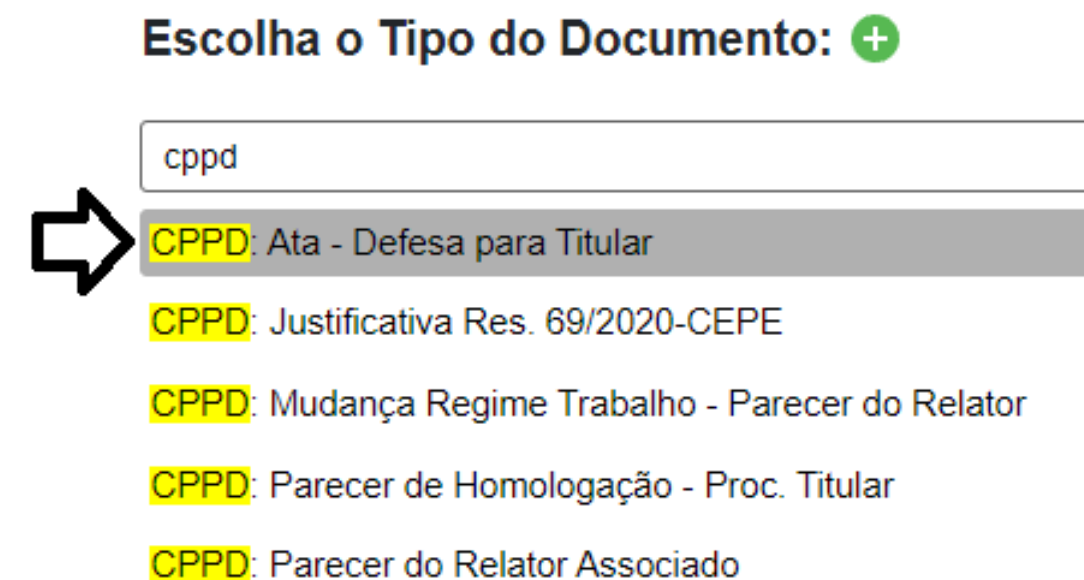 Escolha o Tipo do Documento:
cppd
CPPD: Ata - Defesa para Titular
CPPD: Justificativa Res. 69/2020-CEPE
CPPD: Mudança Regime Trabalho - Parecer do Relator
CPPD: Parecer de Homologação - Proc. Titular
CPPD: Parecer do Relator Associado